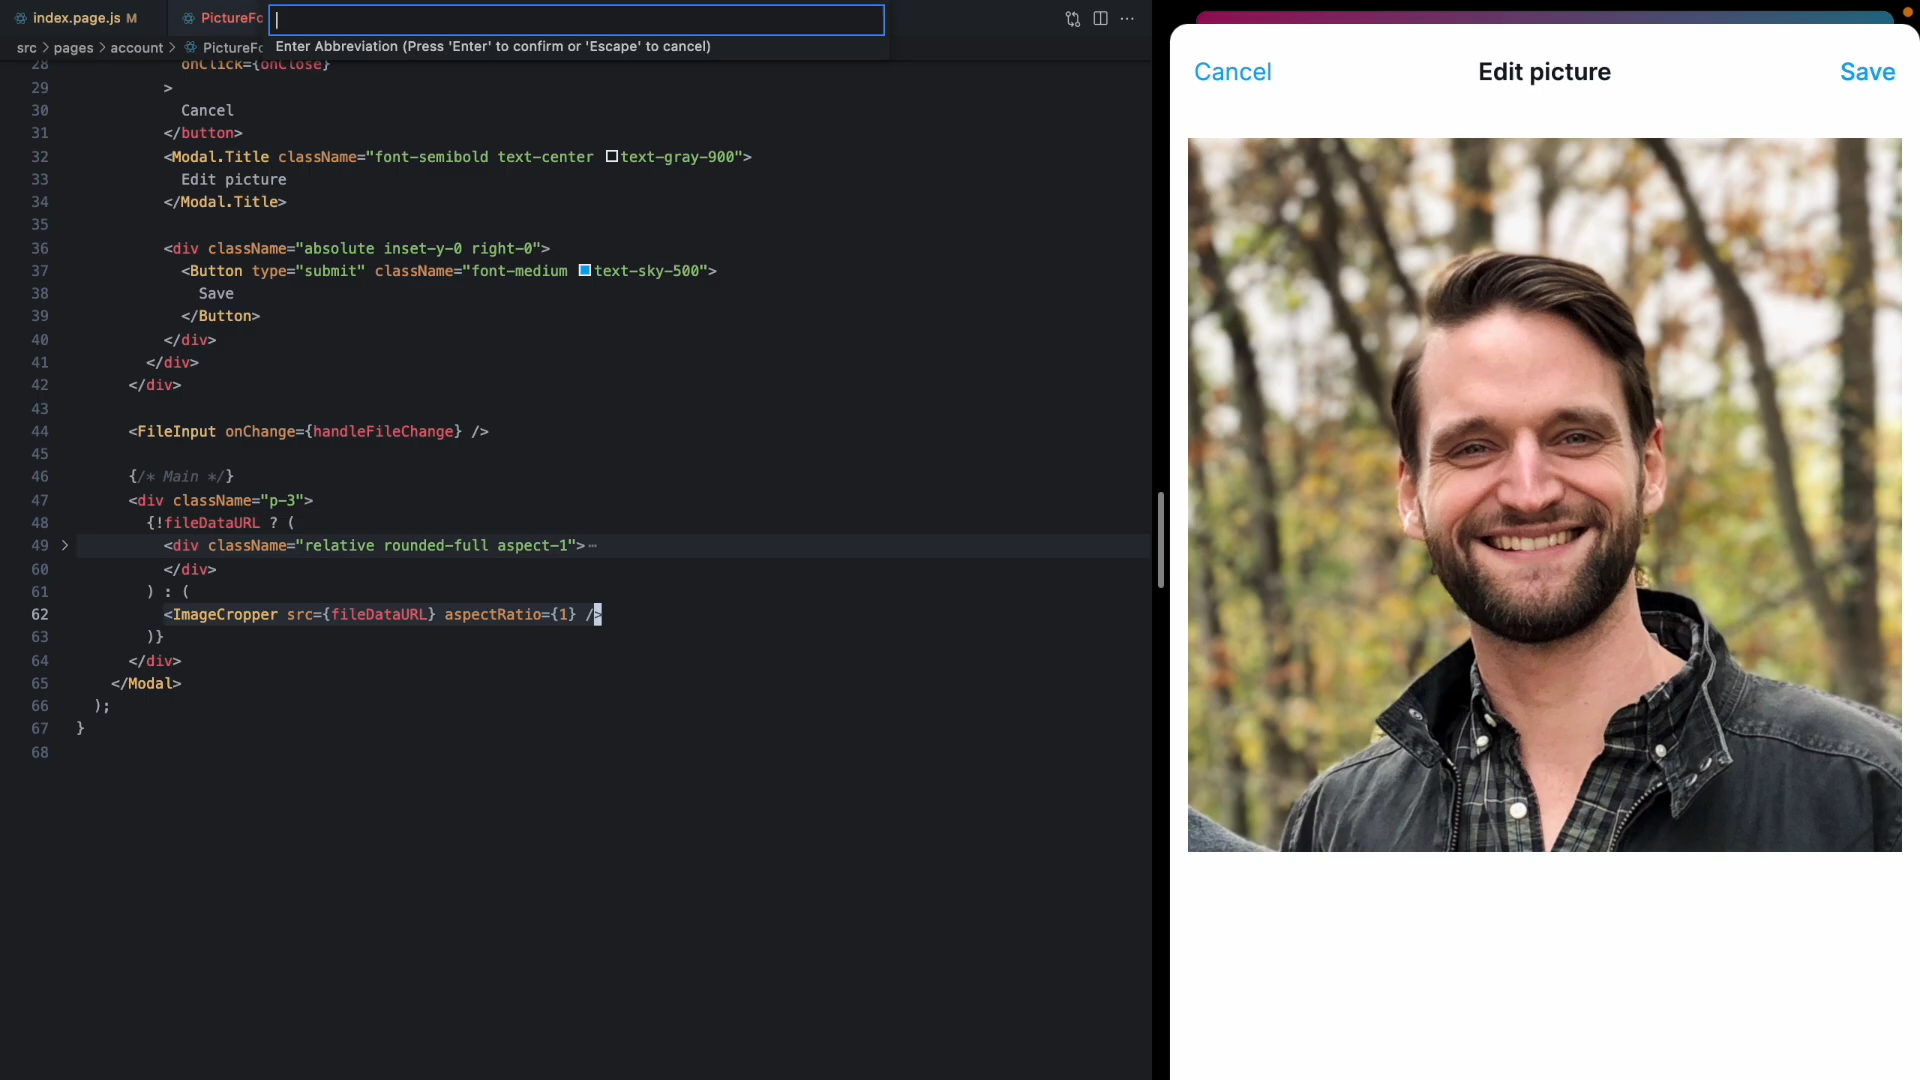 index.page.js M
PictureFo
Enter Abbreviation (Press 'Enter' to confirm or 'Escape' to cancel)
src > pages > account > PictureFo
28 onClick={onClose}
29 >
30 Cancel
31 </button>
32 <Modal.Title className="font-semibold text-center text-gray-900">
33 Edit picture
34 </Modal.Title>
35
36 <div className="absolute inset-y-0 right-0">
37 <Button type="submit" className="font-medium text-sky-500">
38 Save
39 </Button>
40 </div>
41 </div>
42 </div>
43
44 <FileInput onChange={handleFileChange} />
45
46 {/* Main */}
47 <div className="p-3">
48 {!fileDataURL ? (
49 <div className="relative rounded-full aspect-1">⋯
60 </div>
61 ) : (
62 <ImageCropper src={fileDataURL} aspectRatio={1} />
63 )}
64 </div>
65 </Modal>
66 );
67 }
68
Cancel
Edit picture
Save